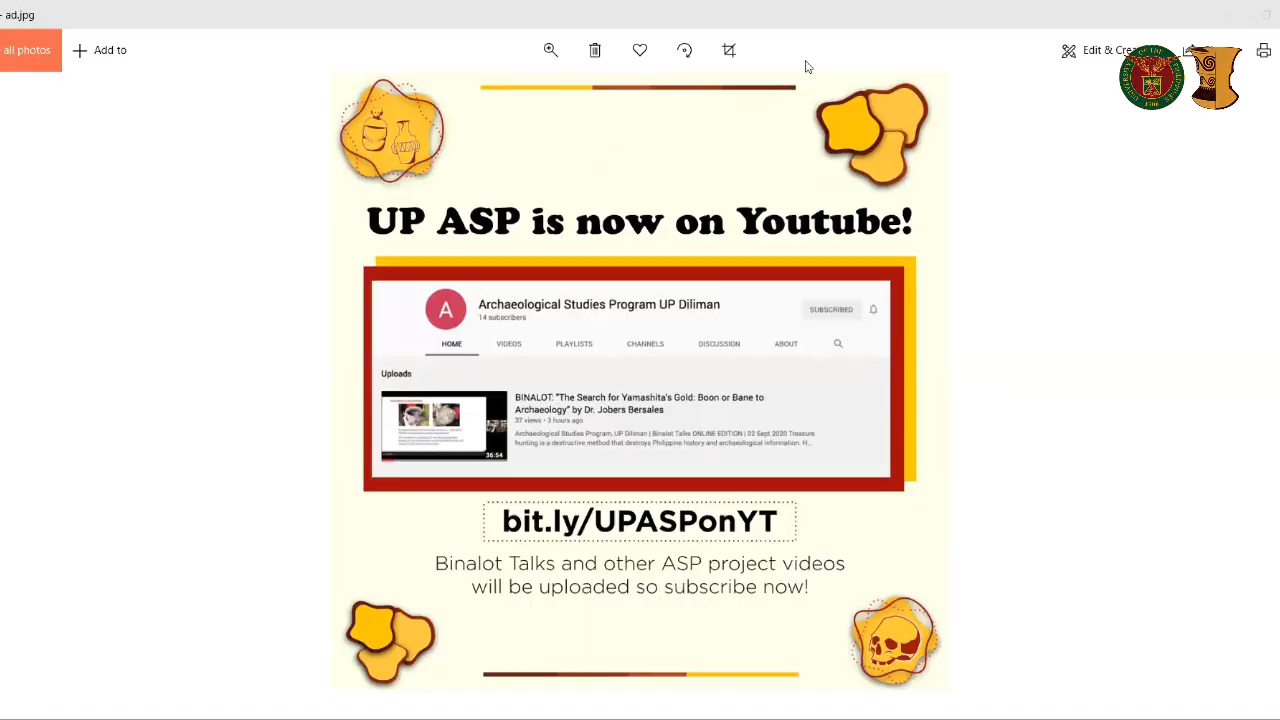 - ad.jpg
all photos
Add to
Edit & Crea
UP ASP is now on Youtube!
A
Archaeological Studies Program UP Diliman
14 subscribers
SUBSCRIBED
HOME VIDEOS PLAYLISTS CHANNELS DISCUSSION ABOUT
Uploads
BINALOT: "The Search for Yamashita's Gold: Boon or Bane to
Archaeology" by Dr. Jobers Bersales
37 views • 3 hours ago
Archaeological Studies Program, UP Diliman | Binalot Talks ONLINE EDITION | 02 Sept 2020 Treasure
hunting is a destructive method that destroys Philippine history and archaeological information. H...
36:54
bit.ly/UPASPonYT
Binalot Talks and other ASP project videos
will be uploaded so subscribe now!